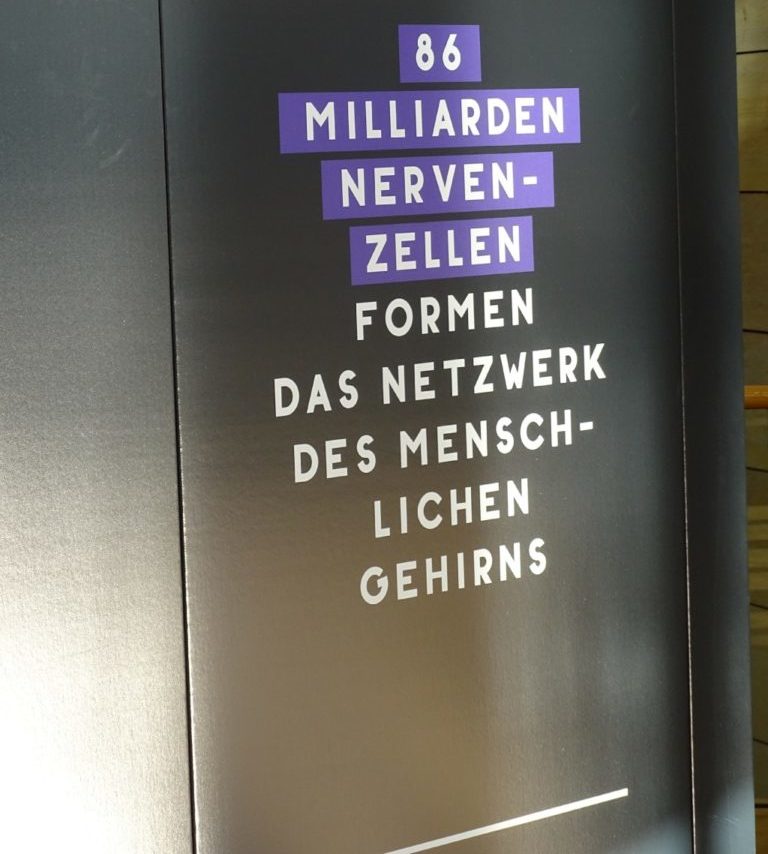 86
MILLIARDEN
NERVEN-
ZELLEN
FORMEN
DAS NETZWERK
DES MENSCH-
LICHEN
GEHIRNS